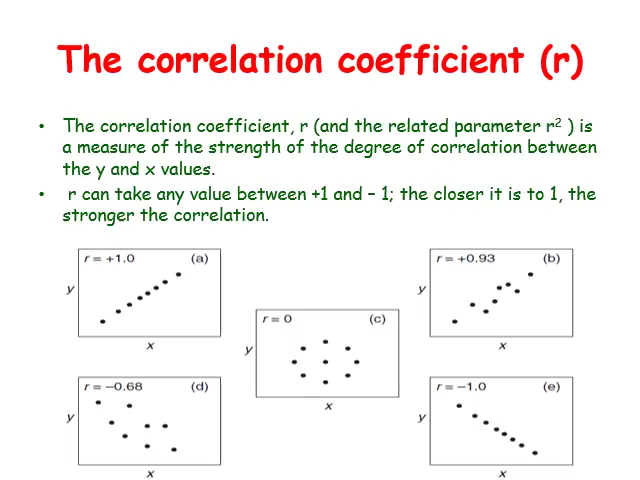 The correlation coefficient (r)
• The correlation coefficient, r (and the related parameter r² ) is
a measure of the strength of the degree of correlation between
the y and x values.
• r can take any value between +1 and – 1; the closer it is to 1, the
stronger the correlation.
r = +1.0 (a)
y
x
r = +0.93 (b)
y
x
r = 0 (c)
y
x
r = –0.68 (d)
y
x
r = –1.0 (e)
y
x